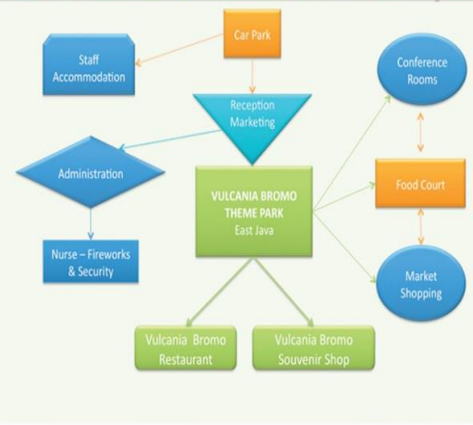 Car Park
Staff
Accommodation
Conference
Rooms
Reception
Marketing
Administration
VULCANIA BROMO
THEME PARK
East Java
Food Court
Nurse – Fireworks
& Security
Market
Shopping
Vulcania Bromo
Restaurant
Vulcania Bromo
Souvenir Shop